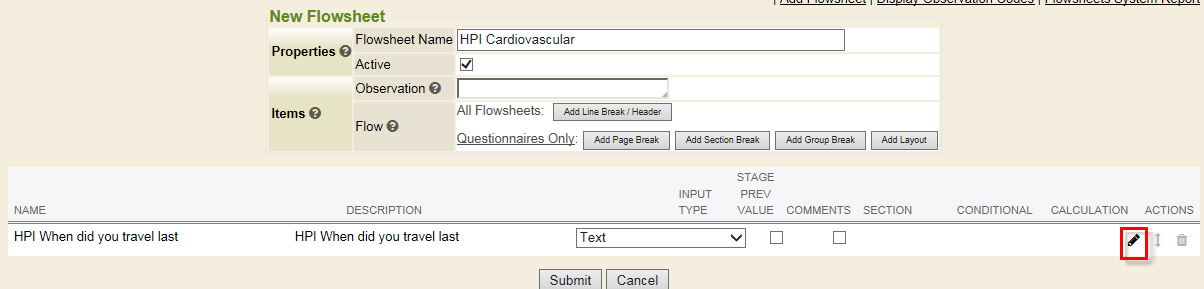 | Add Flowsheet | Display Observation Codes | Flowsheets System Report
New Flowsheet
Properties ? Flowsheet Name HPI Cardiovascular
Active
Items ? Observation ?
Flow ? All Flowsheets: Add Line Break / Header
Questionnaires Only: Add Page Break Add Section Break Add Group Break Add Layout
NAME DESCRIPTION INPUT TYPE STAGE PREV VALUE COMMENTS SECTION CONDITIONAL CALCULATION ACTIONS
HPI When did you travel last HPI When did you travel last Text
Submit Cancel